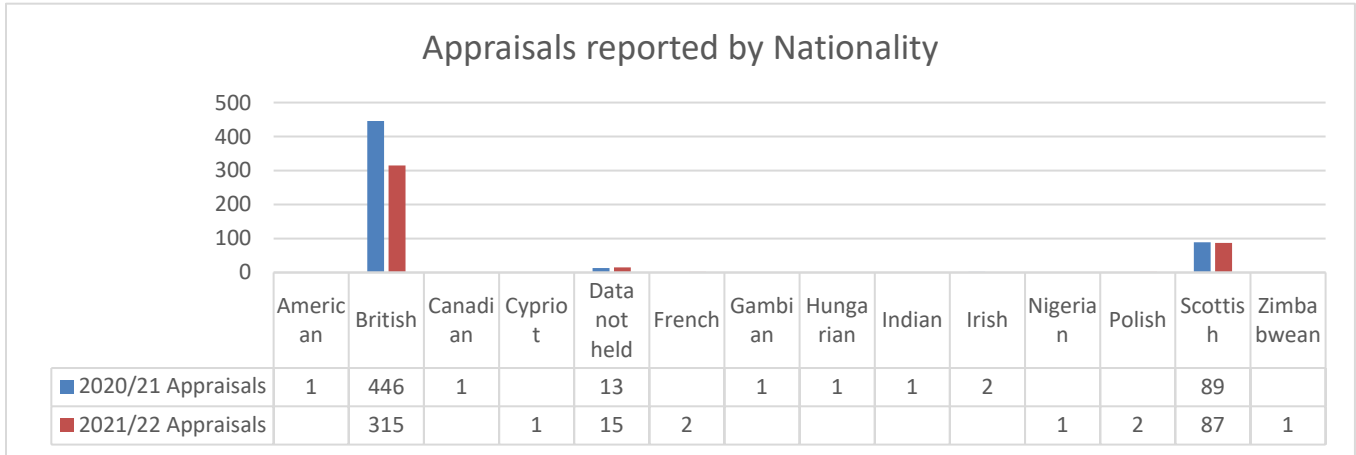 Appraisals reported by Nationality
500
400
300
200
100
0
Americ
an
British
Canadi
an
Cyprio
t
Data
not
held
French
Gambi
an
Hunga
rian
Indian
Irish
Nigeria
n
Polish
Scottis
h
Zimba
bwean
2020/21 Appraisals 1 446 1 13 1 1 1 2 89
2021/22 Appraisals 315 1 15 2 1 2 87 1